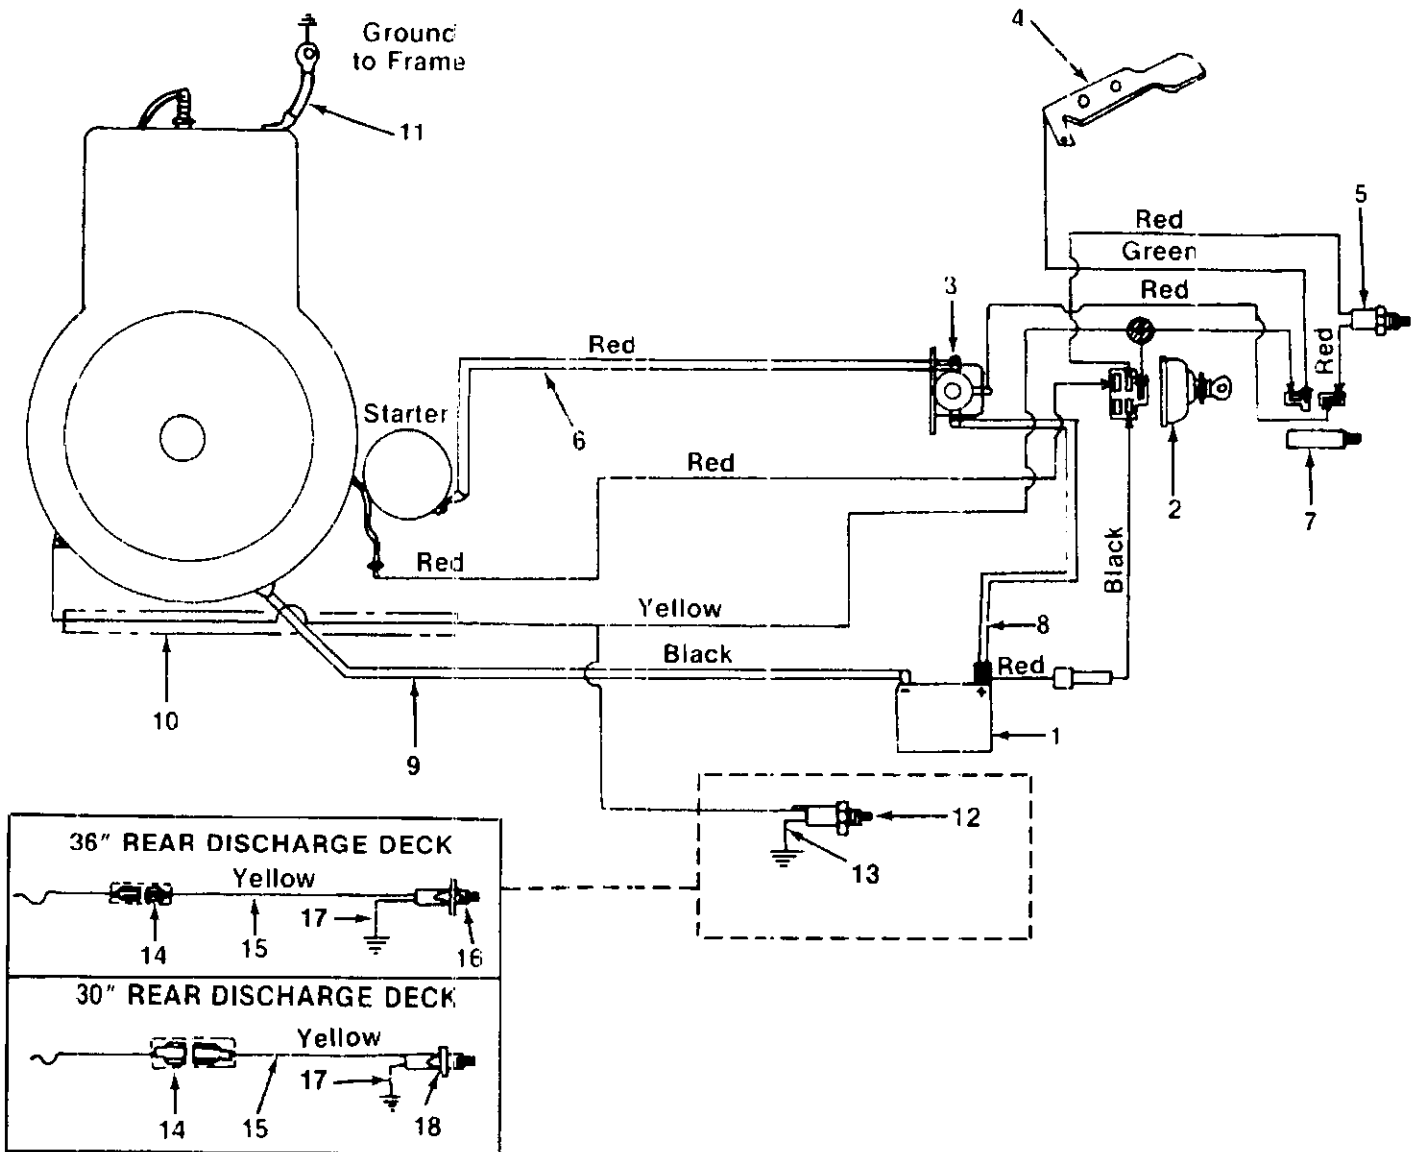 Ground
to Frame
11
4
5
Red
Green
Red
3
Red
Red
6
Starter
Red
2
7
Black
Red
Yellow
8
Black
Red
10
9
1
12
13
36" REAR DISCHARGE DECK
Yellow
17
14
15
16
30" REAR DISCHARGE DECK
Yellow
17
14
15
18
-
+